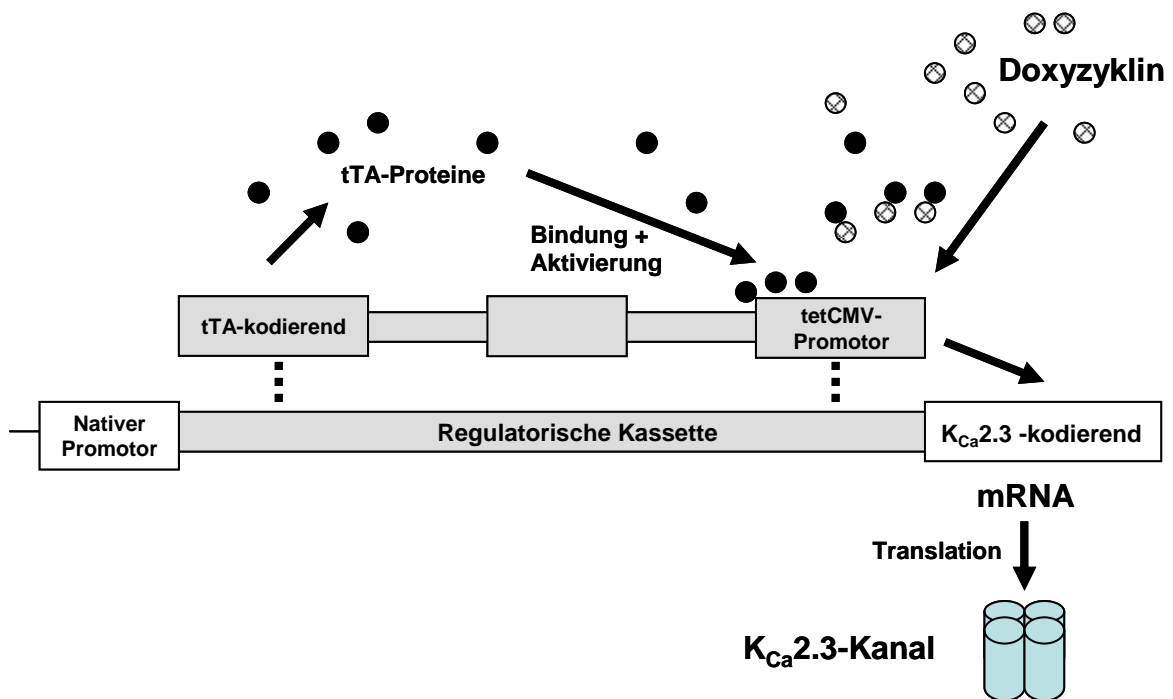 Doxyzyklin
tTA-Proteine
Bindung +
Aktivierung
tTA-kodierend
tetCMV-
Promotor
Nativer
Promotor
Regulatorische Kassette
KCa2.3 -kodierend
mRNA
Translation
KCa2.3-Kanal